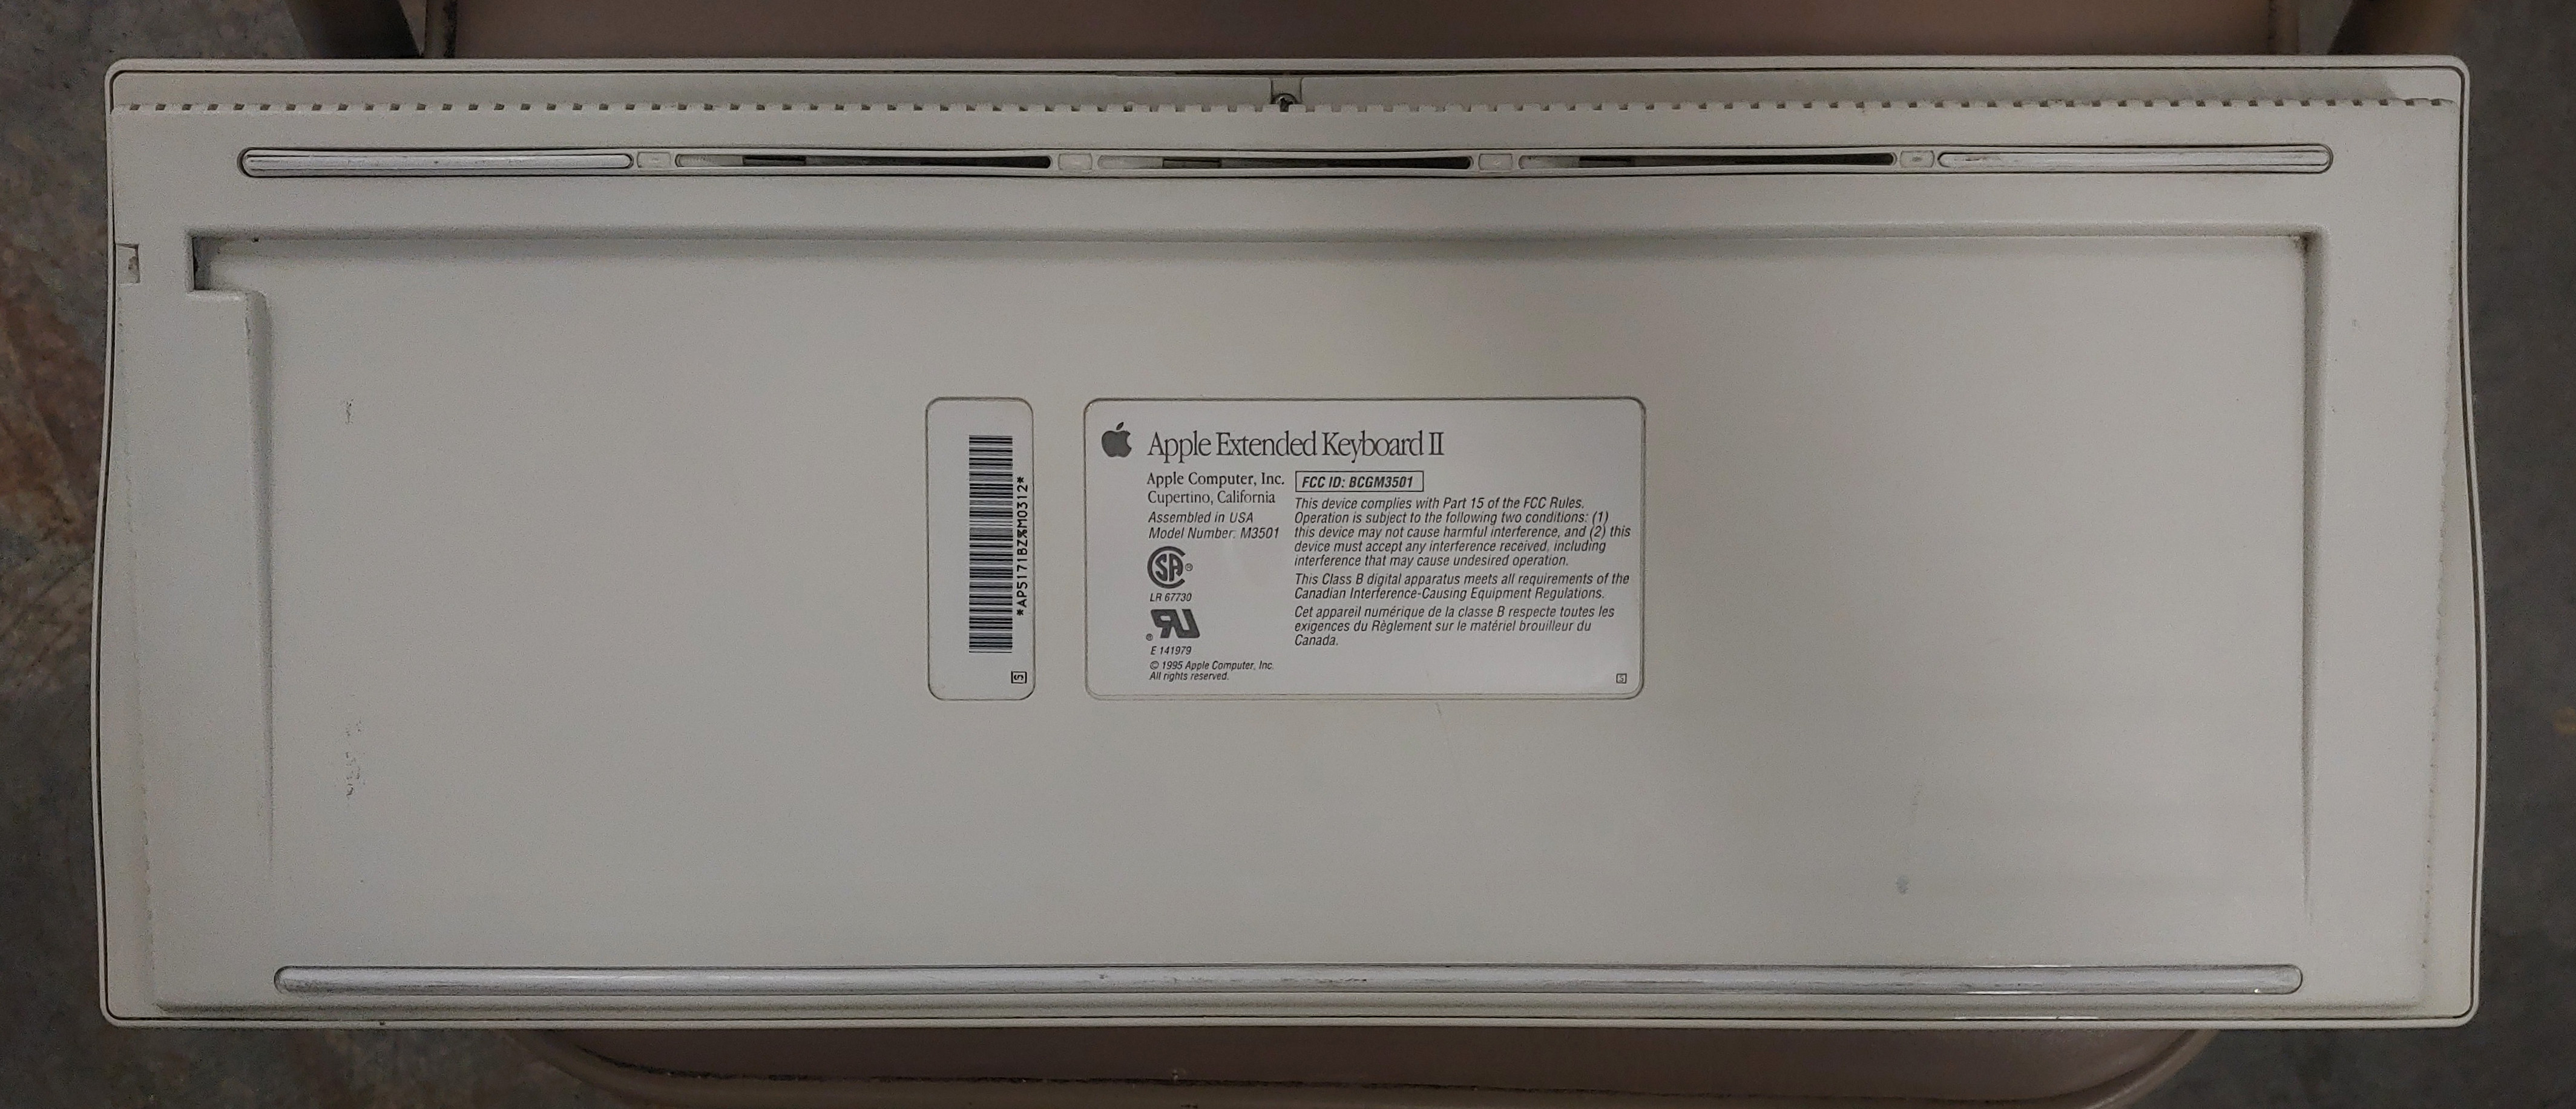 *AP5171BZ%M0312*
S
Apple Extended Keyboard II
Apple Computer, Inc.
Cupertino, California
Assembled in USA
Model Number: M3501
SA®
LR 67730
RU
®
E 141979
© 1995 Apple Computer, Inc.
All rights reserved.
FCC ID: BCGM3501
This device complies with Part 15 of the FCC Rules.
Operation is subject to the following two conditions: (1)
this device may not cause harmful interference, and (2) this
device must accept any interference received, including
interference that may cause undesired operation.
This Class B digital apparatus meets all requirements of the
Canadian Interference-Causing Equipment Regulations.
Cet appareil numérique de la classe B respecte toutes les
exigences du Règlement sur le matériel brouilleur du
Canada.
S